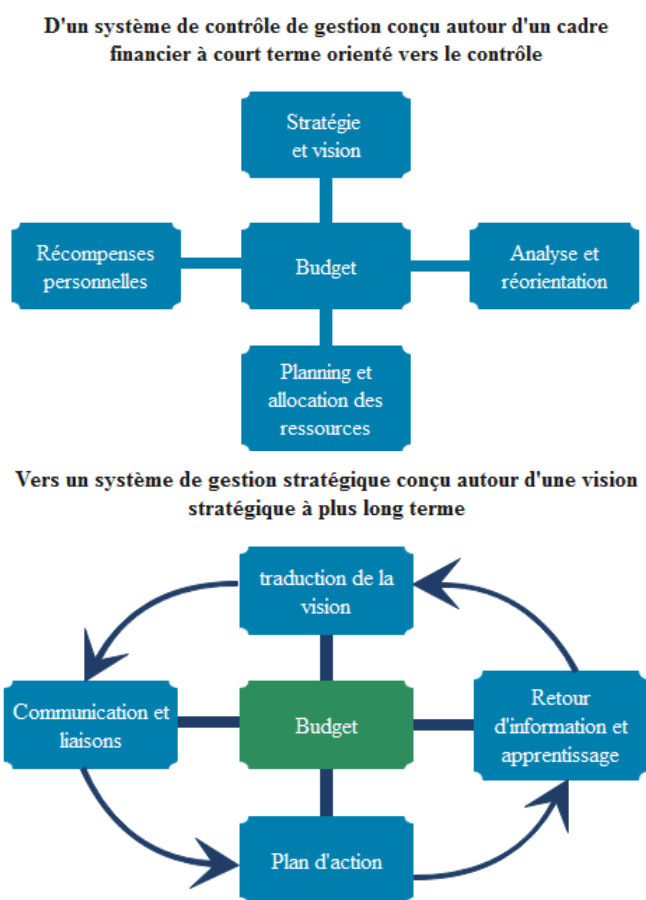 D'un système de contrôle de gestion conçu autour d'un cadre
financier à court terme orienté vers le contrôle
Stratégie
et vision
Récompenses
personnelles
Budget
Analyse et
réorientation
Planning et
allocation des
ressources
Vers un système de gestion stratégique conçu autour d'une vision
stratégique à plus long terme
traduction de la
vision
Communication et
liaisons
Budget
Retour
d'information et
apprentissage
Plan d'action